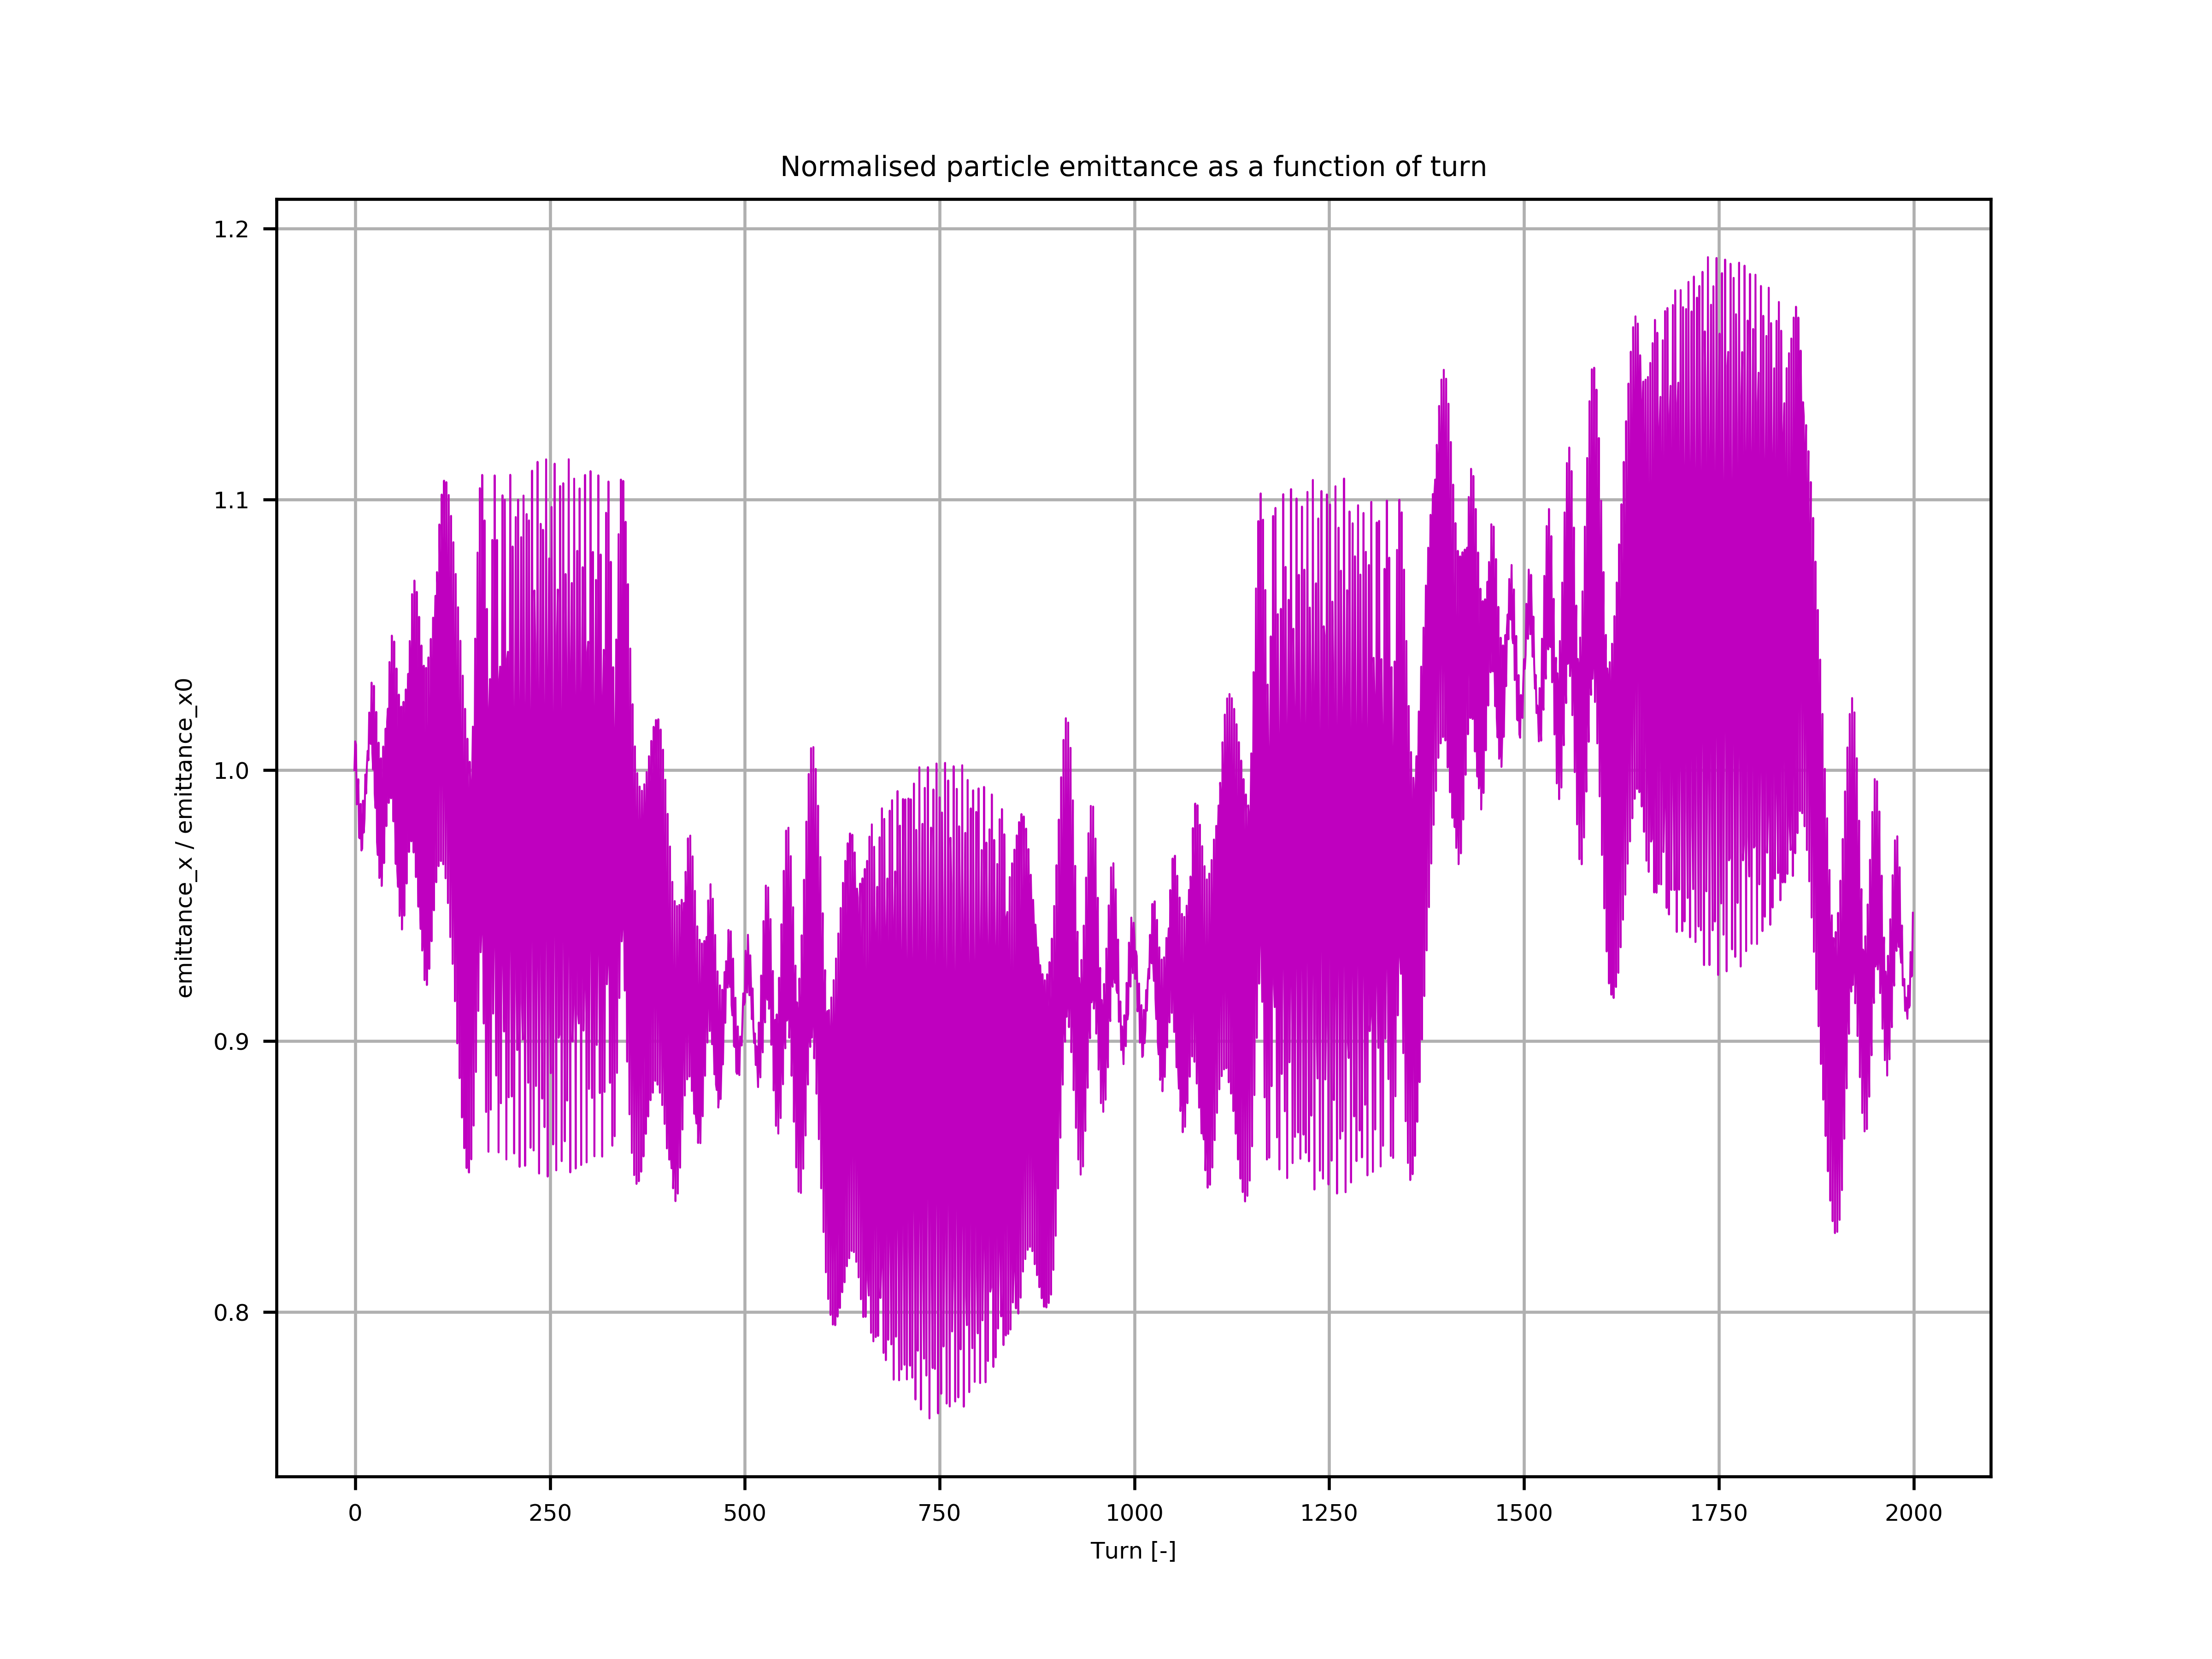 Normalised particle emittance as a function of turn
1.2
1.1
1.0
0.9
0.8
emittance_x / emittance_x0
0 250 500 750 1000 1250 1500 1750 2000
Turn [-]